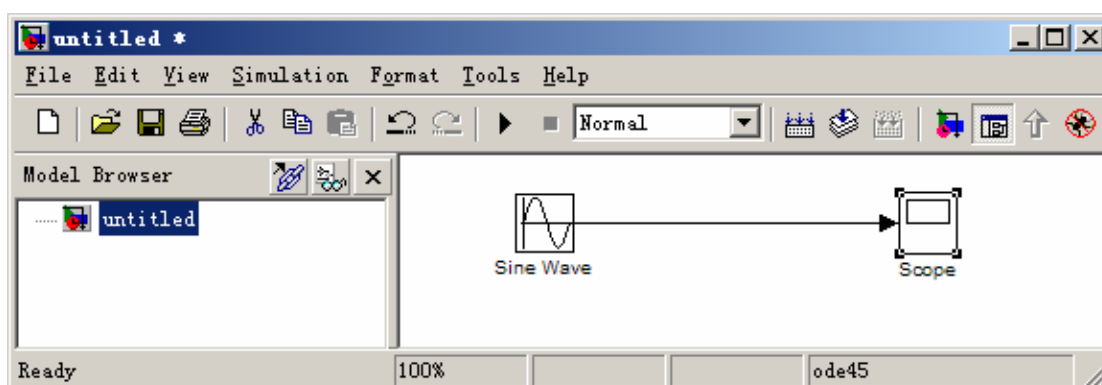 untitled *
File Edit View Simulation Format Tools Help
Normal
Model Browser
untitled
Sine Wave
Scope
Ready 100% ode45